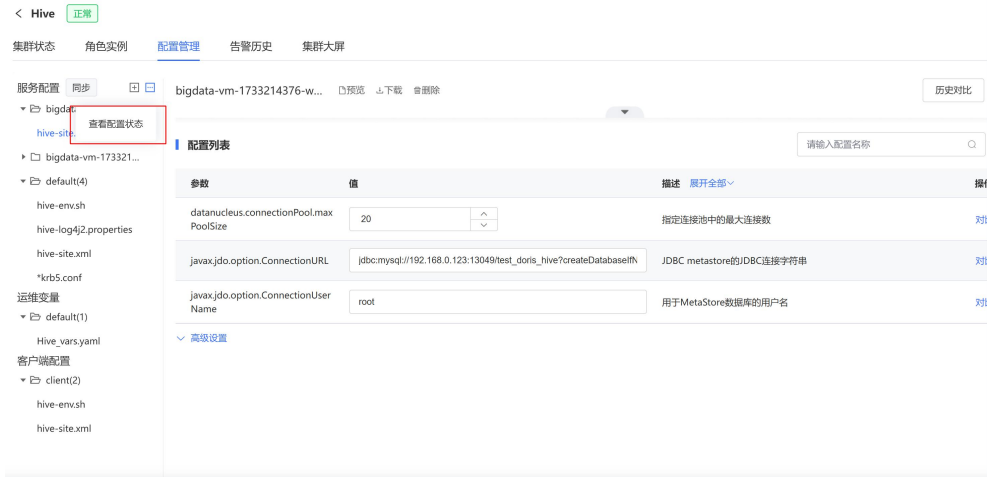 Hive 正常
集群状态 角色实例 配置管理 告警历史 集群大屏
服务配置 同步
bigdata-vm-1733214376-w... 预览 下载 删除 历史对比
查看配置状态
hive-site.
配置列表 请输入配置名称
bigdata-vm-173321...
default(4)
参数 值 描述 展开全部
hive-env.sh
datanucleus.connectionPool.max
PoolSize
20 指定连接池中的最大连接数
hive-log4j2.properties
hive-site.xml
javax.jdo.option.ConnectionURL jdbc:mysql://192.168.0.123:13049/test_doris_hive?createDatabaseIfN JDBC metastore的JDBC连接字符串
*krb5.conf
运维变量
javax.jdo.option.ConnectionUser
Name
root 用于MetaStore数据库的用户名
default(1)
Hive_vars.yaml 高级设置
客户端配置
client(2)
hive-env.sh
hive-site.xml